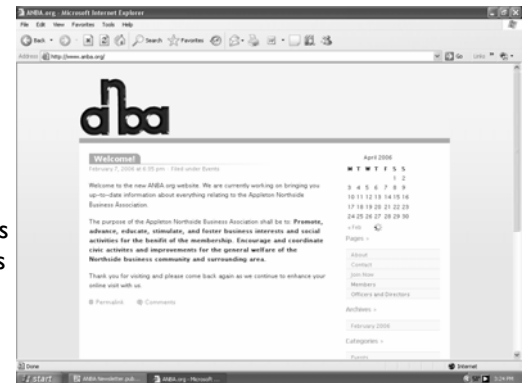 ANBA.org - Microsoft Internet Explorer
File Edit View Favorites Tools Help
Back Search Favorites
Address http://www.anba.org/ Go Links
anba
Welcome!
February 7, 2006 at 6:35 pm · Filed under Events
Welcome to the new ANBA.org website. We are currently working on bringing you
up-to-date information about everything relating to the Appleton Northside
Business Association.
The purpose of the Appleton Northside Business Association shall be to: Promote,
advance, educate, stimulate, and foster business interests and social
activities for the benifit of the membership. Encourage and coordinate
civic activites and improvements for the general welfare of the
Northside business community and surrounding area.
Thank you for visiting and please come back again as we continue to enhance your
online visit with us.
Permalink Comments
April 2006
M T W T F S S
1 2
3 4 5 6 7 8 9
10 11 12 13 14 15 16
17 18 19 20 21 22 23
24 25 26 27 28 29 30
« Feb
Pages »
About
Contact
Join Now
Members
Officers and Directors
Archives »
February 2006
Categories »
Events
s
s
Done Internet
start ANBA Newsletter pub... ANBA.org - Microsoft ... 3:24 PM